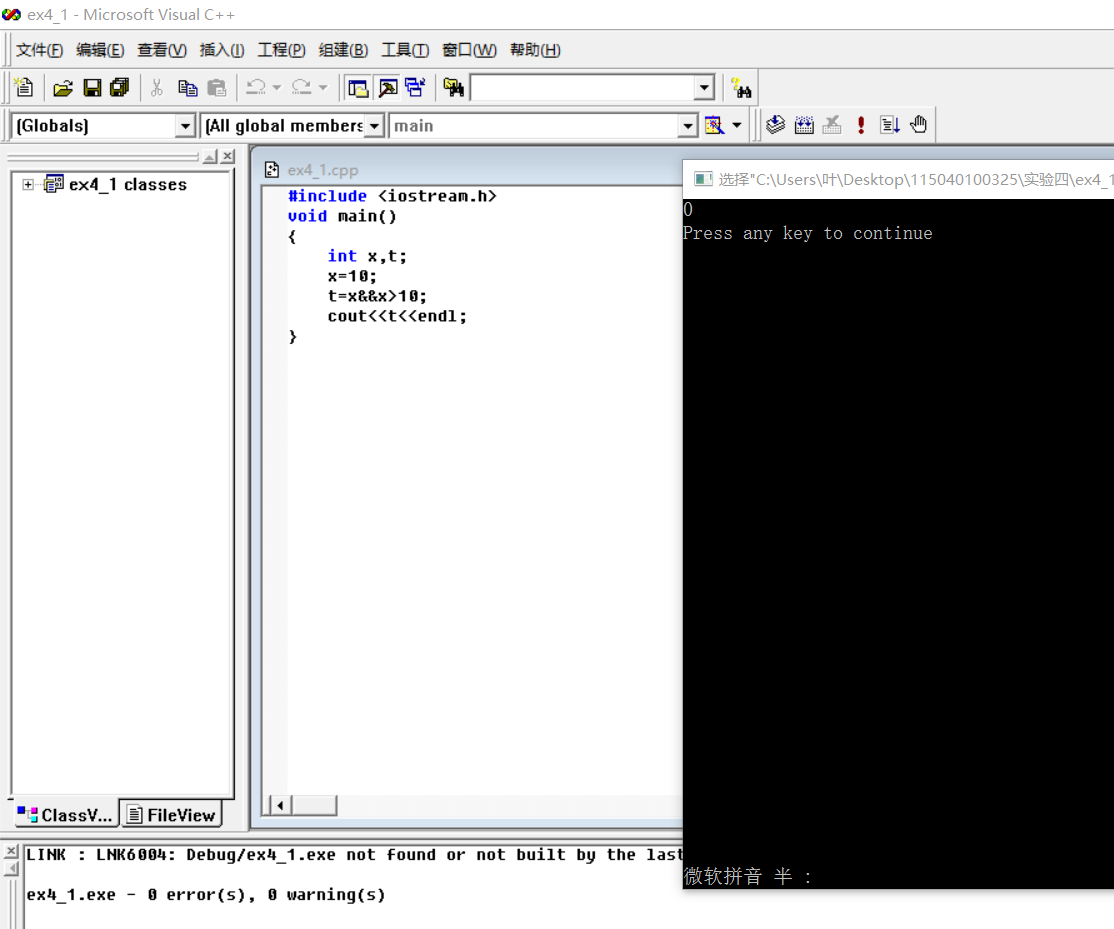 ex4_1 - Microsoft Visual C++
文件(F) 编辑(E) 查看(V) 插入(I) 工程(P) 组建(B) 工具(T) 窗口(W) 帮助(H)
(Globals) (All global members main
ex4_1 classes
ex4_1.cpp
#include <iostream.h>
void main()
{
int x,t;
x=10;
t=x&&x>10;
cout<<t<<endl;
}
选择"C:\Users\叶\Desktop\115040100325\实验四\ex4_1
0
Press any key to continue
微软拼音 半 :
ClassV... FileView
LINK : LNK6004: Debug/ex4_1.exe not found or not built by the last
ex4_1.exe - 0 error(s), 0 warning(s)